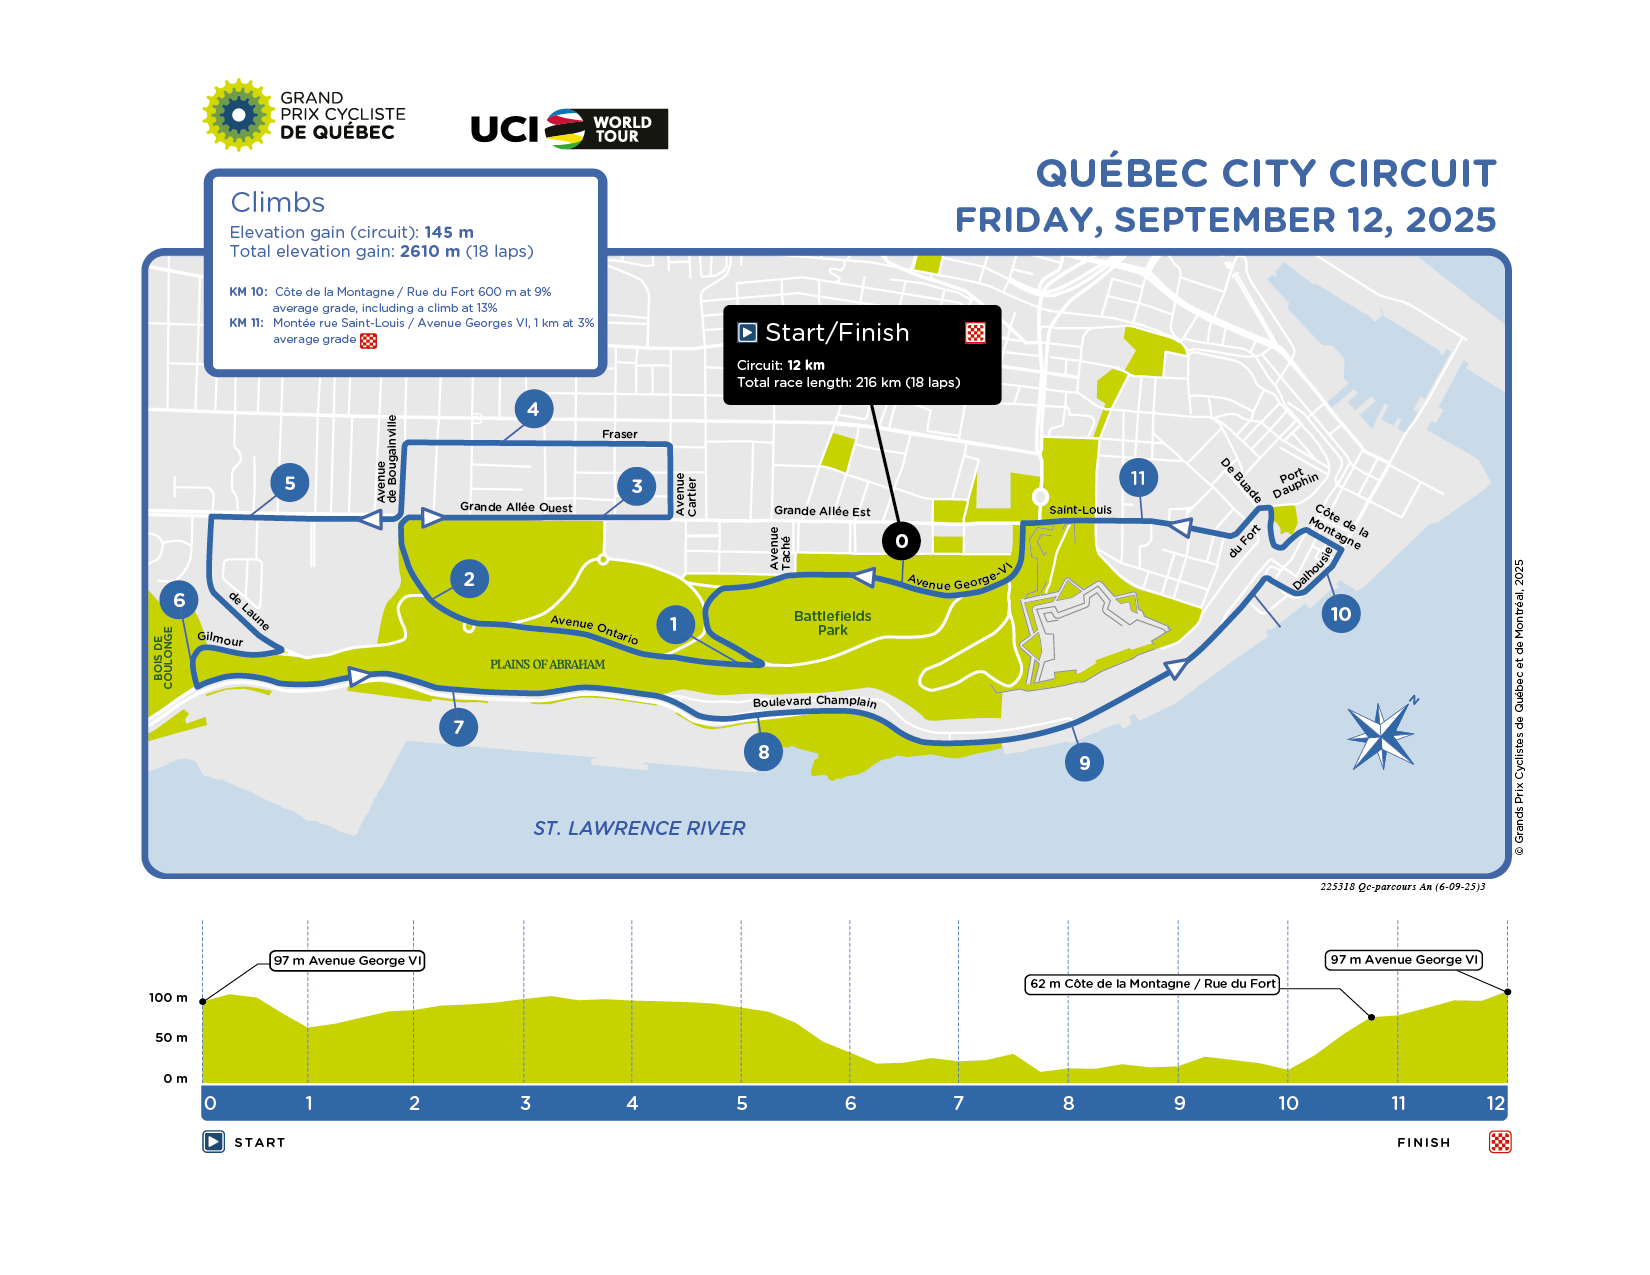 GRAND
PRIX CYCLISTE
DE QUÉBEC
UCI WORLD
TOUR
QUÉBEC CITY CIRCUIT
FRIDAY, SEPTEMBER 12, 2025
Climbs
Elevation gain (circuit): 145 m
Total elevation gain: 2610 m (18 laps)
KM 10: Côte de la Montagne / Rue du Fort 600 m at 9%
average grade, including a climb at 13%
KM 11: Montée rue Saint-Louis / Avenue Georges VI, 1 km at 3%
average grade
Start/Finish
Circuit: 12 km
Total race length: 216 km (18 laps)
4
Fraser
Avenue
de Bougainville
5
3
Avenue
Cartier
Grande Allée Ouest
Grande Allée Est
Avenue
Taché
0
11
Saint-Louis
De Buade
Port
Dauphin
Côte de la
Montagne
du Fort
Dalhousie
10
2
6
de Laune
Gilmour
BOIS DE
COULONGE
1
Avenue Ontario
Avenue George-VI
Battlefields
Park
PLAINS OF ABRAHAM
Boulevard Champlain
7
8
9
N
ST. LAWRENCE RIVER
© Grands Prix Cyclistes de Québec et de Montréal, 2025
225318 Qc-parcours An (6-09-25)3
97 m Avenue George VI
62 m Côte de la Montagne / Rue du Fort
97 m Avenue George VI
100 m
50 m
0 m
0 1 2 3 4 5 6 7 8 9 10 11 12
START
FINISH